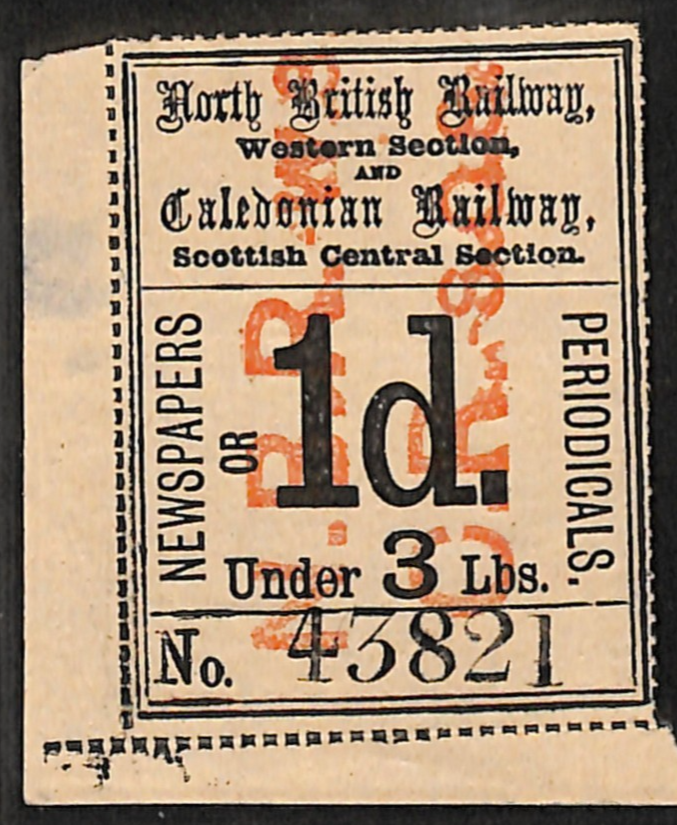 North British Railway,
Western Section,
AND
Caledonian Railway,
Scottish Central Section.
NEWSPAPERS
OR
1d.
PERIODICALS.
Under 3 Lbs.
No. 43821
N.B.R.